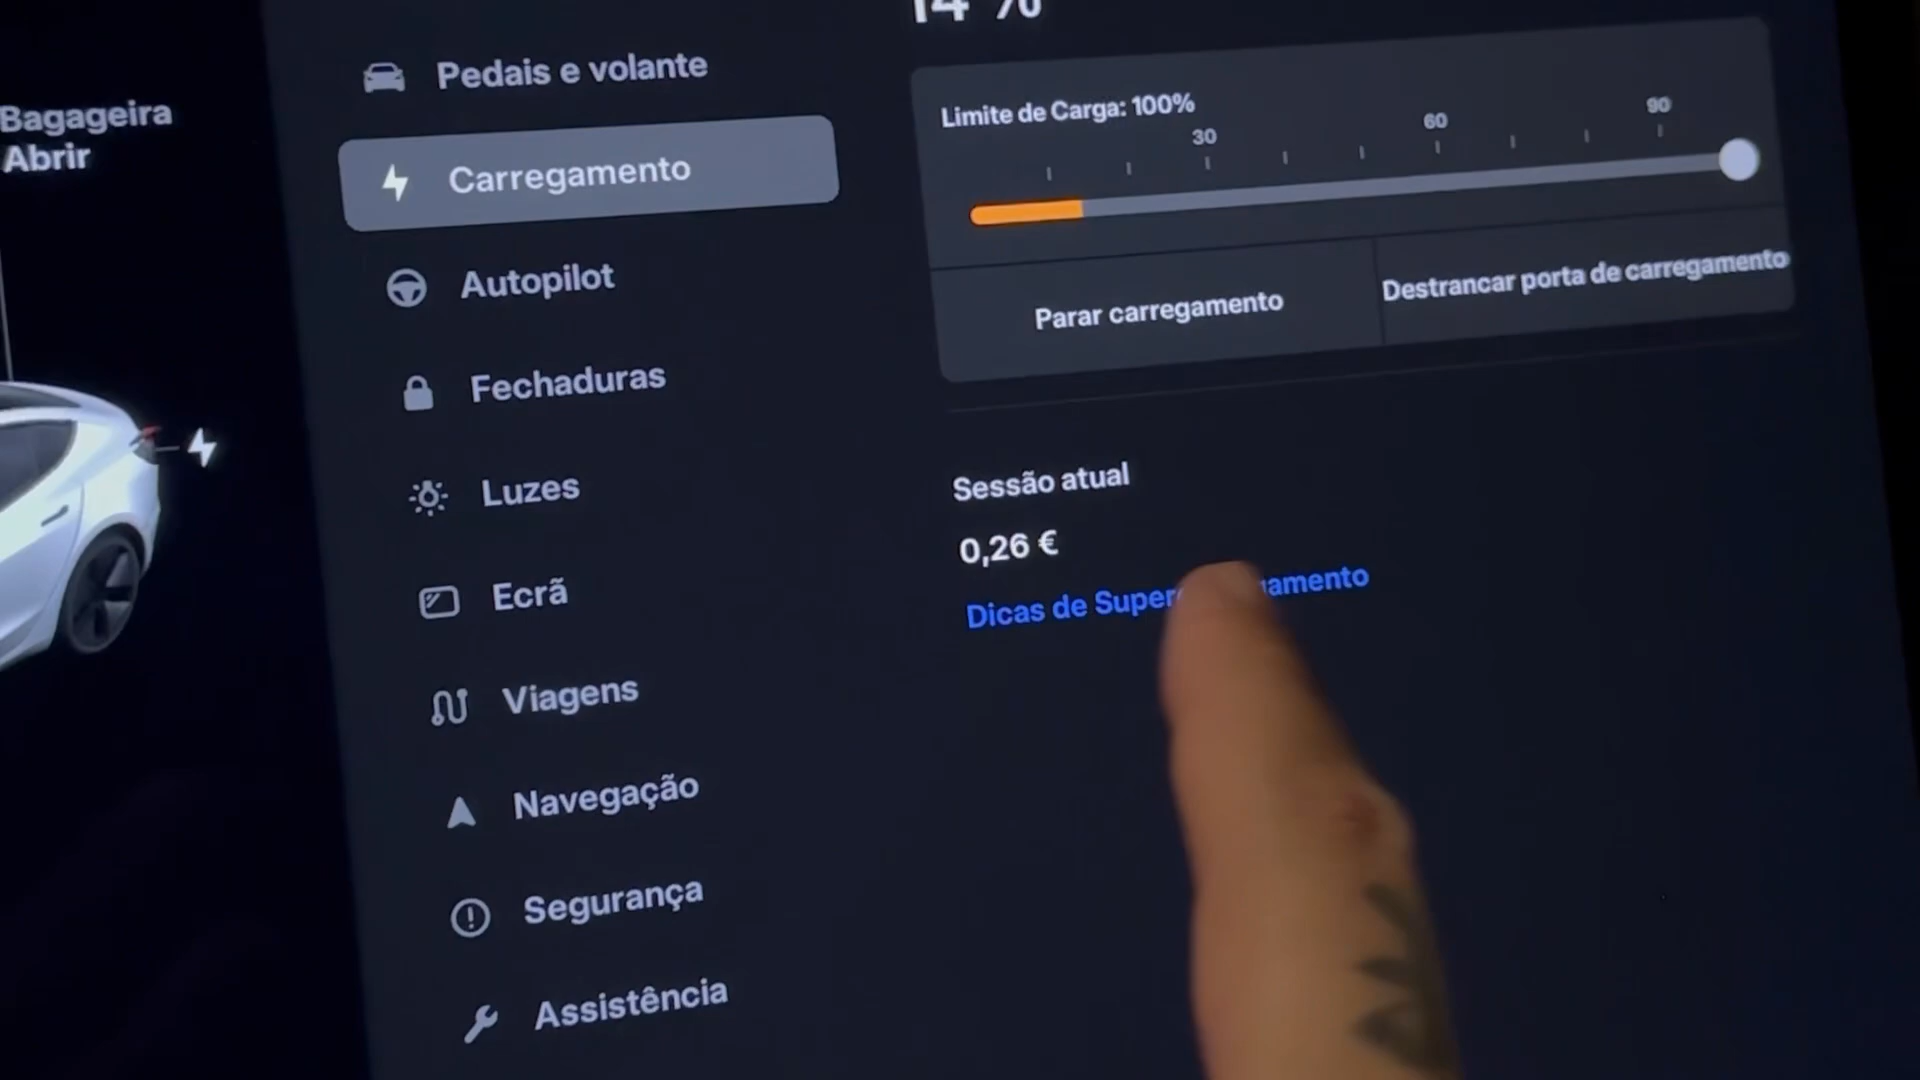 14 %
Pedais e volante
Bagageira
Abrir
Carregamento
Autopilot
Fechaduras
Luzes
Ecrã
Viagens
Navegação
Segurança
Assistência
Limite de Carga: 100%
30 60 90
Parar carregamento
Destrancar porta de carregamento
Sessão atual
0,26 €
Dicas de